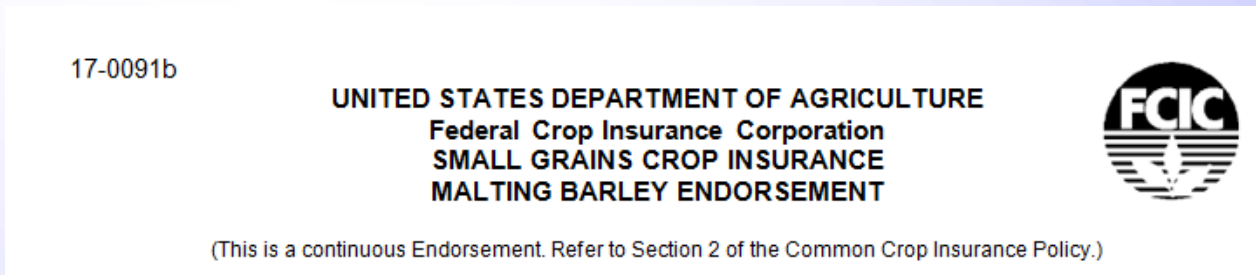 17-0091b
UNITED STATES DEPARTMENT OF AGRICULTURE
Federal Crop Insurance Corporation
SMALL GRAINS CROP INSURANCE
MALTING BARLEY ENDORSEMENT
FCIC
(This is a continuous Endorsement. Refer to Section 2 of the Common Crop Insurance Policy.)